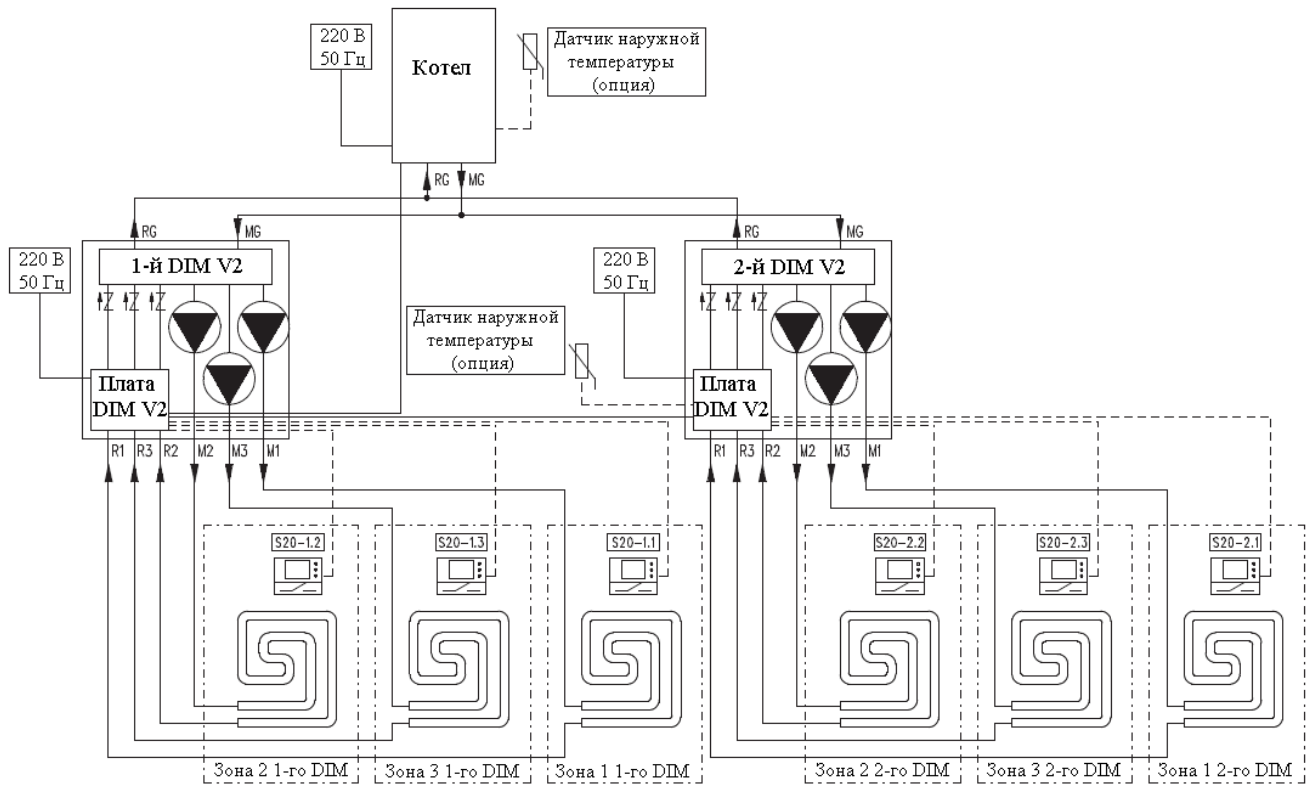 220 В
50 Гц
Котел
Датчик наружной
температуры
(опция)
RG
MG
RG
MG
RG
MG
220 В
50 Гц
1-й DIM V2
220 В
50 Гц
2-й DIM V2
Датчик наружной
температуры
(опция)
Плата
DIM V2
Плата
DIM V2
R1
R3
R2
M2
M3
M1
R1
R3
R2
M2
M3
M1
S20-1.2
S20-1.3
S20-1.1
S20-2.2
S20-2.3
S20-2.1
Зона 2 1-го DIM
Зона 3 1-го DIM
Зона 1 1-го DIM
Зона 2 2-го DIM
Зона 3 2-го DIM
Зона 1 2-го DIM